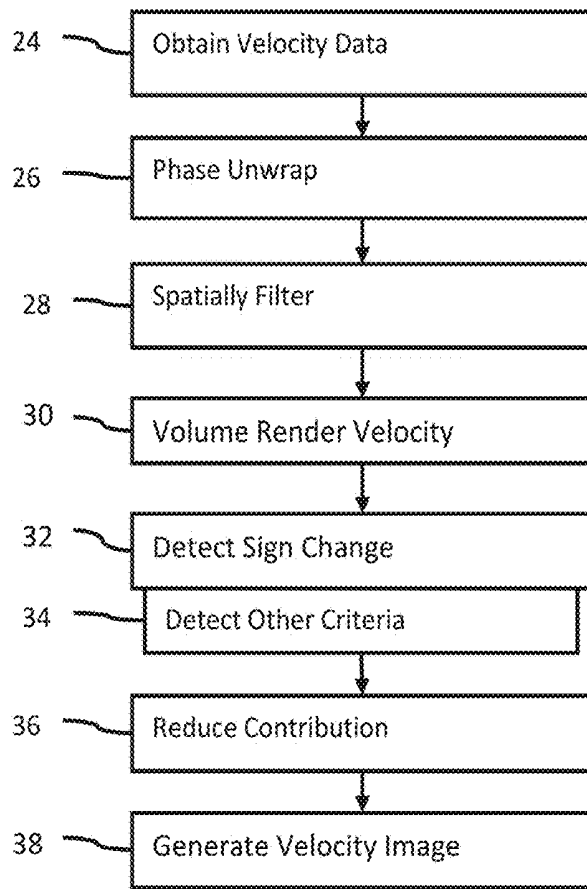 24 Obtain Velocity Data
26 Phase Unwrap
28 Spatially Filter
30 Volume Render Velocity
32 Detect Sign Change
34 Detect Other Criteria
36 Reduce Contribution
38 Generate Velocity Image